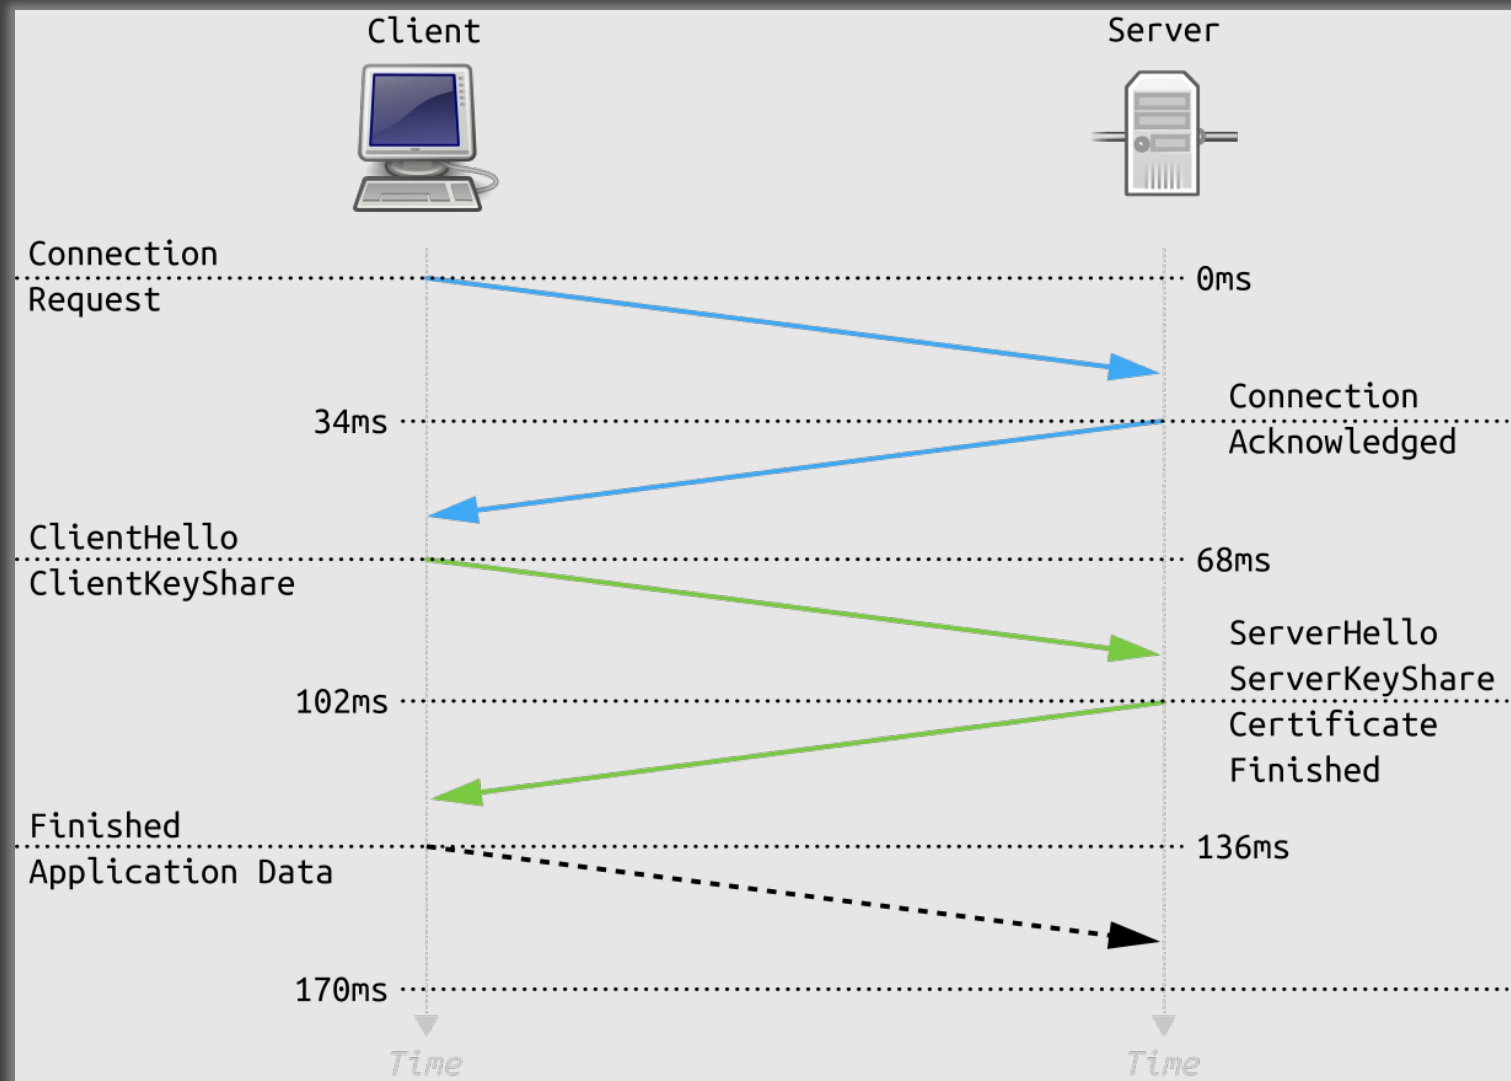 Client
Server
Connection
Request
0ms
34ms
Connection
Acknowledged
ClientHello
ClientKeyShare
68ms
102ms
ServerHello
ServerKeyShare
Certificate
Finished
Finished
Application Data
136ms
170ms
Time
Time